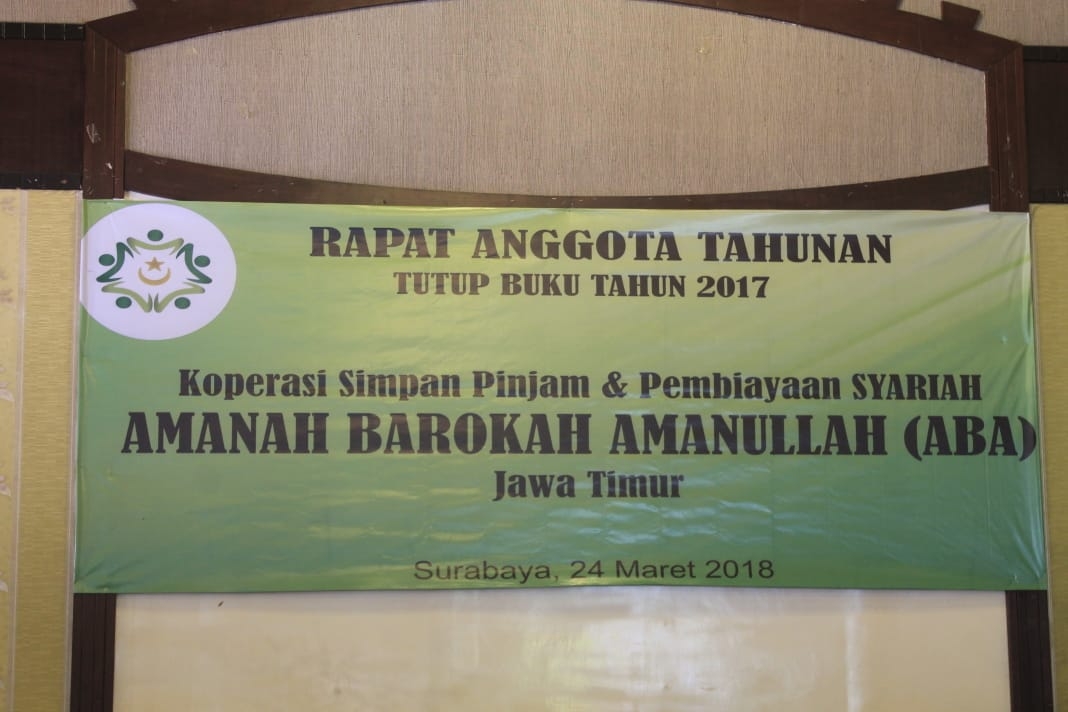 RAPAT ANGGOTA TAHUNAN
TUTUP BUKU TAHUN 2017
Koperasi Simpan Pinjam & Pembiayaan SYARIAH
AMANAH BAROKAH AMANULLAH (ABA)
Jawa Timur
Surabaya, 24 Maret 2018